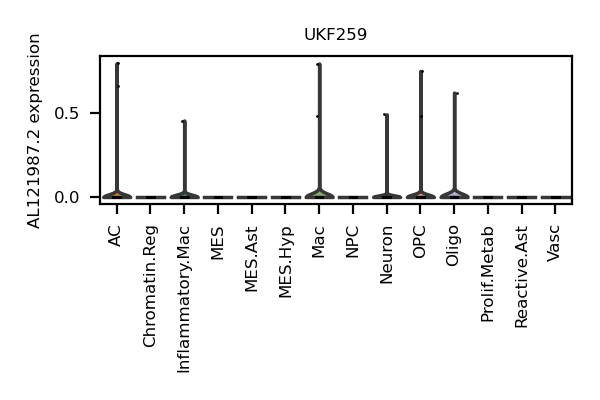 UKF259
AL121987.2 expression
0.5
0.0
AC
Chromatin.Reg
Inflammatory.Mac
MES
MES.Ast
MES.Hyp
Mac
NPC
Neuron
OPC
Oligo
Prolif.Metab
Reactive.Ast
Vasc